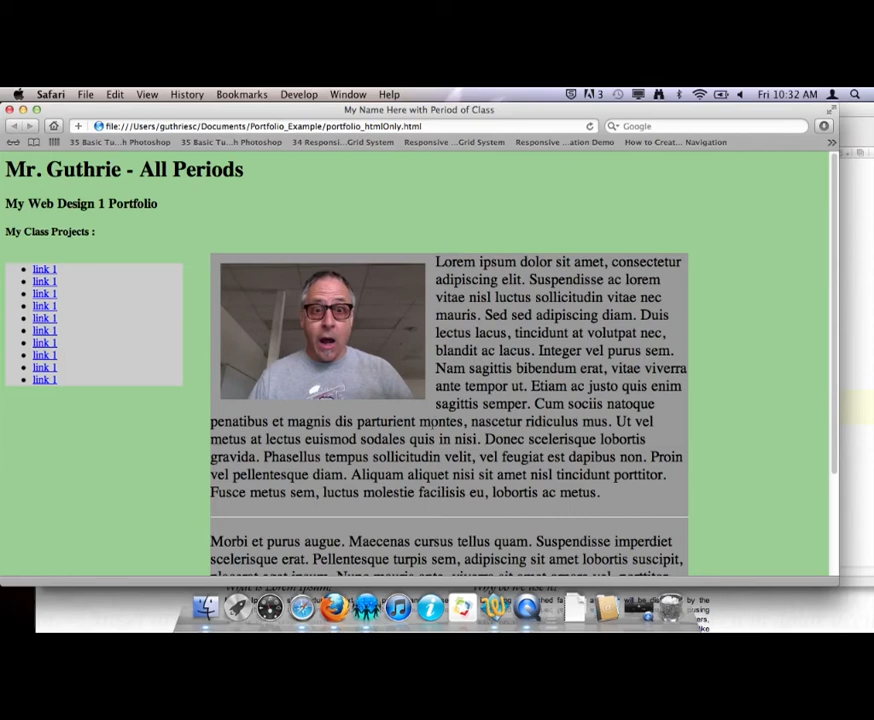 Safari File Edit View History Bookmarks Develop Window Help 3 Fri 10:32 AM
My Name Here with Period of Class
file:///Users/guthriesc/Documents/Portfolio_Example/portfolio_htmlOnly.html Google
35 Basic Tu...h Photoshop 35 Basic Tu...h Photoshop 34 Responsi...Grid System Responsive ...Grid System Responsive ...ation Demo How to Creat... Navigation
Mr. Guthrie - All Periods
My Web Design 1 Portfolio
My Class Projects :
link 1
link 1
link 1
link 1
link 1
link 1
link 1
link 1
link 1
link 1
Lorem ipsum dolor sit amet, consectetur
adipiscing elit. Suspendisse ac lorem
vitae nisl luctus sollicitudin vitae nec
mauris. Sed sed adipiscing diam. Duis
lectus lacus, tincidunt at volutpat nec,
blandit ac lacus. Integer vel purus sem.
Nam sagittis bibendum erat, vitae viverra
ante tempor ut. Etiam ac justo quis enim
sagittis semper. Cum sociis natoque
penatibus et magnis dis parturient montes, nascetur ridiculus mus. Ut vel
metus at lectus euismod sodales quis in nisi. Donec scelerisque lobortis
gravida. Phasellus tempus sollicitudin velit, vel feugiat est dapibus non. Proin
vel pellentesque diam. Aliquam aliquet nisi sit amet nisl tincidunt porttitor.
Fusce metus sem, luctus molestie facilisis eu, lobortis ac metus.
Morbi et purus augue. Maecenas cursus tellus quam. Suspendisse imperdiet
scelerisque erat. Pellentesque turpis sem, adipiscing sit amet lobortis suscipit,